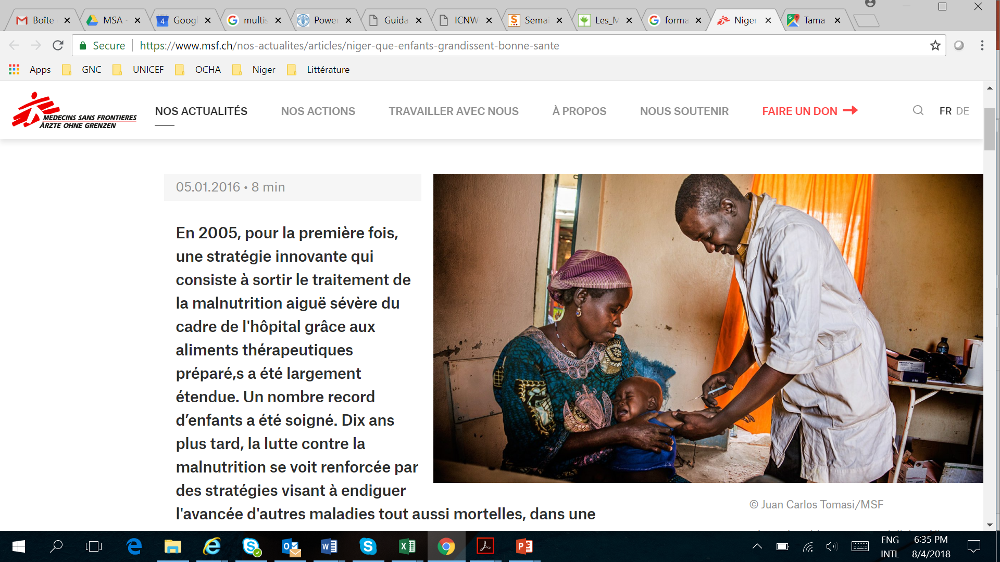 Boîte
MSA -
Googl
multis
Power
Guida
ICNW
Semai
Les_M
forma
Niger
Tama
Secure
https://www.msf.ch/nos-actualites/articles/niger-que-enfants-grandissent-bonne-sante
Apps
GNC
UNICEF
OCHA
Niger
Littérature
MEDECINS SANS FRONTIERES
ÄRZTE OHNE GRENZEN
NOS ACTUALITÉS
NOS ACTIONS
TRAVAILLER AVEC NOUS
À PROPOS
NOUS SOUTENIR
FAIRE UN DON
FR DE
05.01.2016 • 8 min
En 2005, pour la première fois,
une stratégie innovante qui
consiste à sortir le traitement de
la malnutrition aiguë sévère du
cadre de l'hôpital grâce aux
aliments thérapeutiques
préparé,s a été largement
étendue. Un nombre record
d’enfants a été soigné. Dix ans
plus tard, la lutte contre la
malnutrition se voit renforcée par
des stratégies visant à endiguer
l'avancée d'autres maladies tout aussi mortelles, dans une
© Juan Carlos Tomasi/MSF
ENG
INTL
6:35 PM
8/4/2018